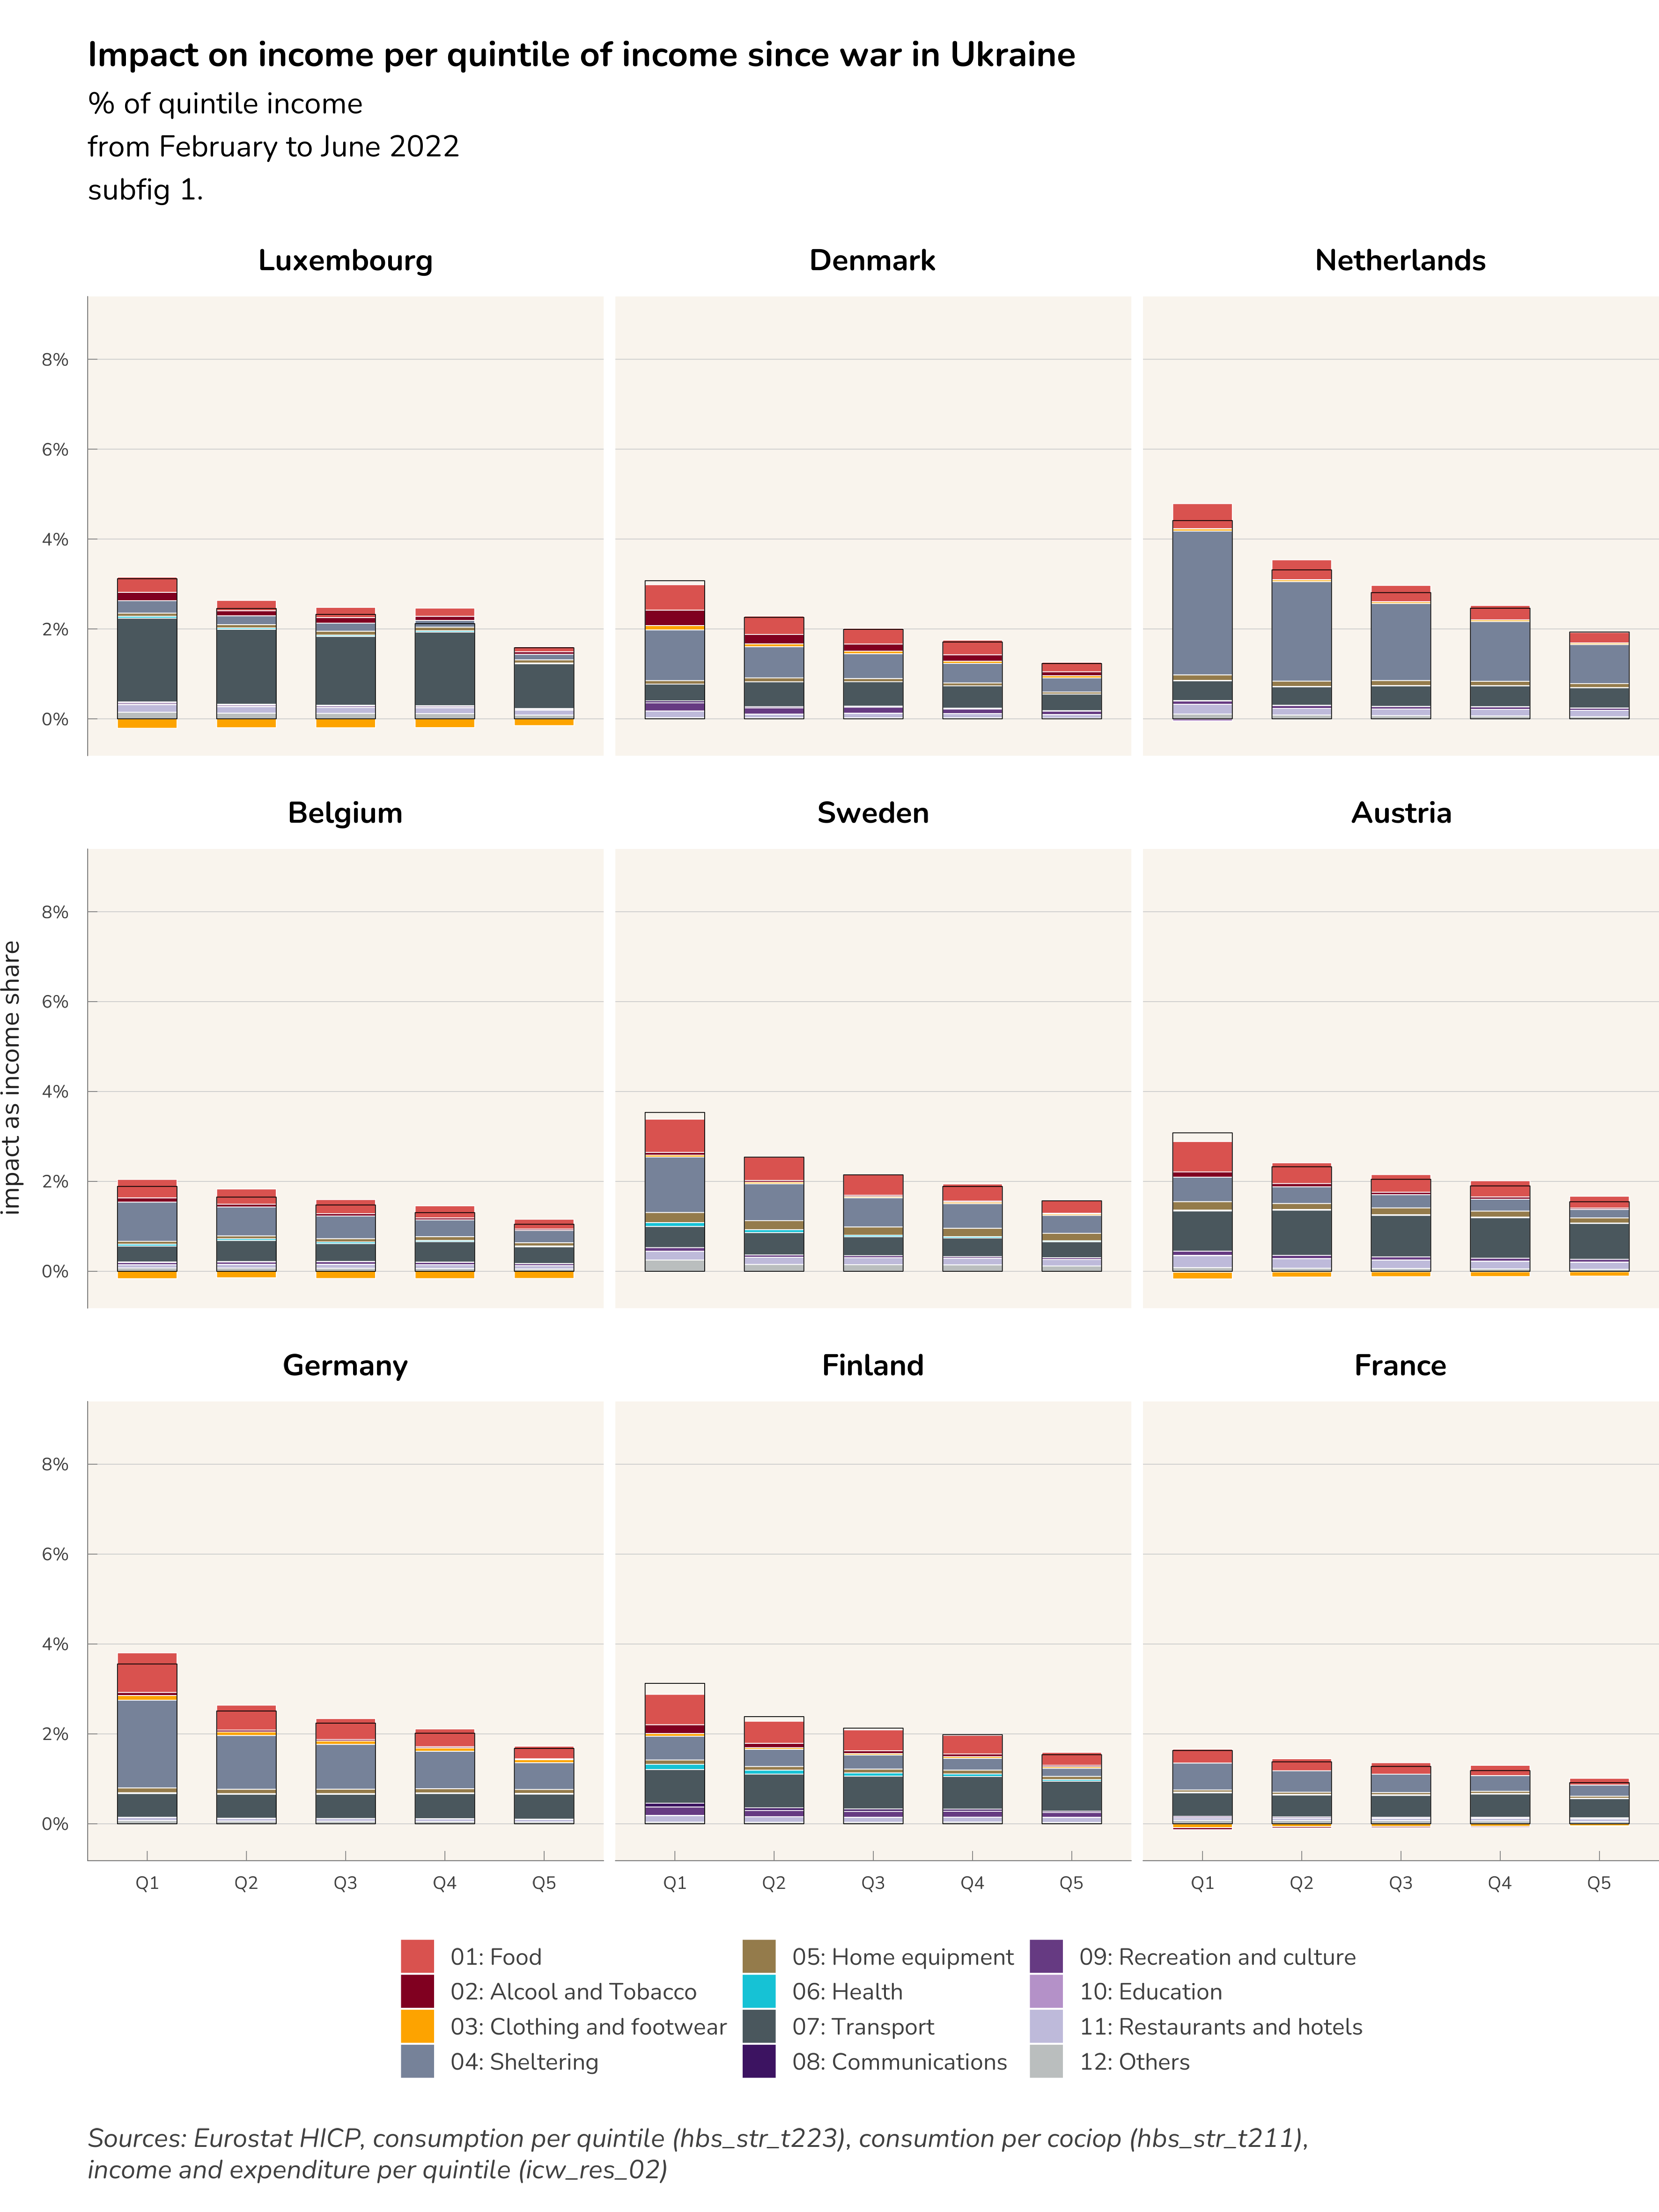 Impact on income per quintile of income since war in Ukraine
% of quintile income
from February to June 2022
subfig 1.
Luxembourg
Denmark
Netherlands
8%
6%
4%
2%
0%
Belgium
Sweden
Austria
impact as income share
8%
6%
4%
2%
0%
Germany
Finland
France
8%
6%
4%
2%
0%
Q1 Q2 Q3 Q4 Q5
Q1 Q2 Q3 Q4 Q5
Q1 Q2 Q3 Q4 Q5
01: Food
02: Alcool and Tobacco
03: Clothing and footwear
04: Sheltering
05: Home equipment
06: Health
07: Transport
08: Communications
09: Recreation and culture
10: Education
11: Restaurants and hotels
12: Others
Sources: Eurostat HICP, consumption per quintile (hbs_str_t223), consumtion per cociop (hbs_str_t211),
income and expenditure per quintile (icw_res_02)